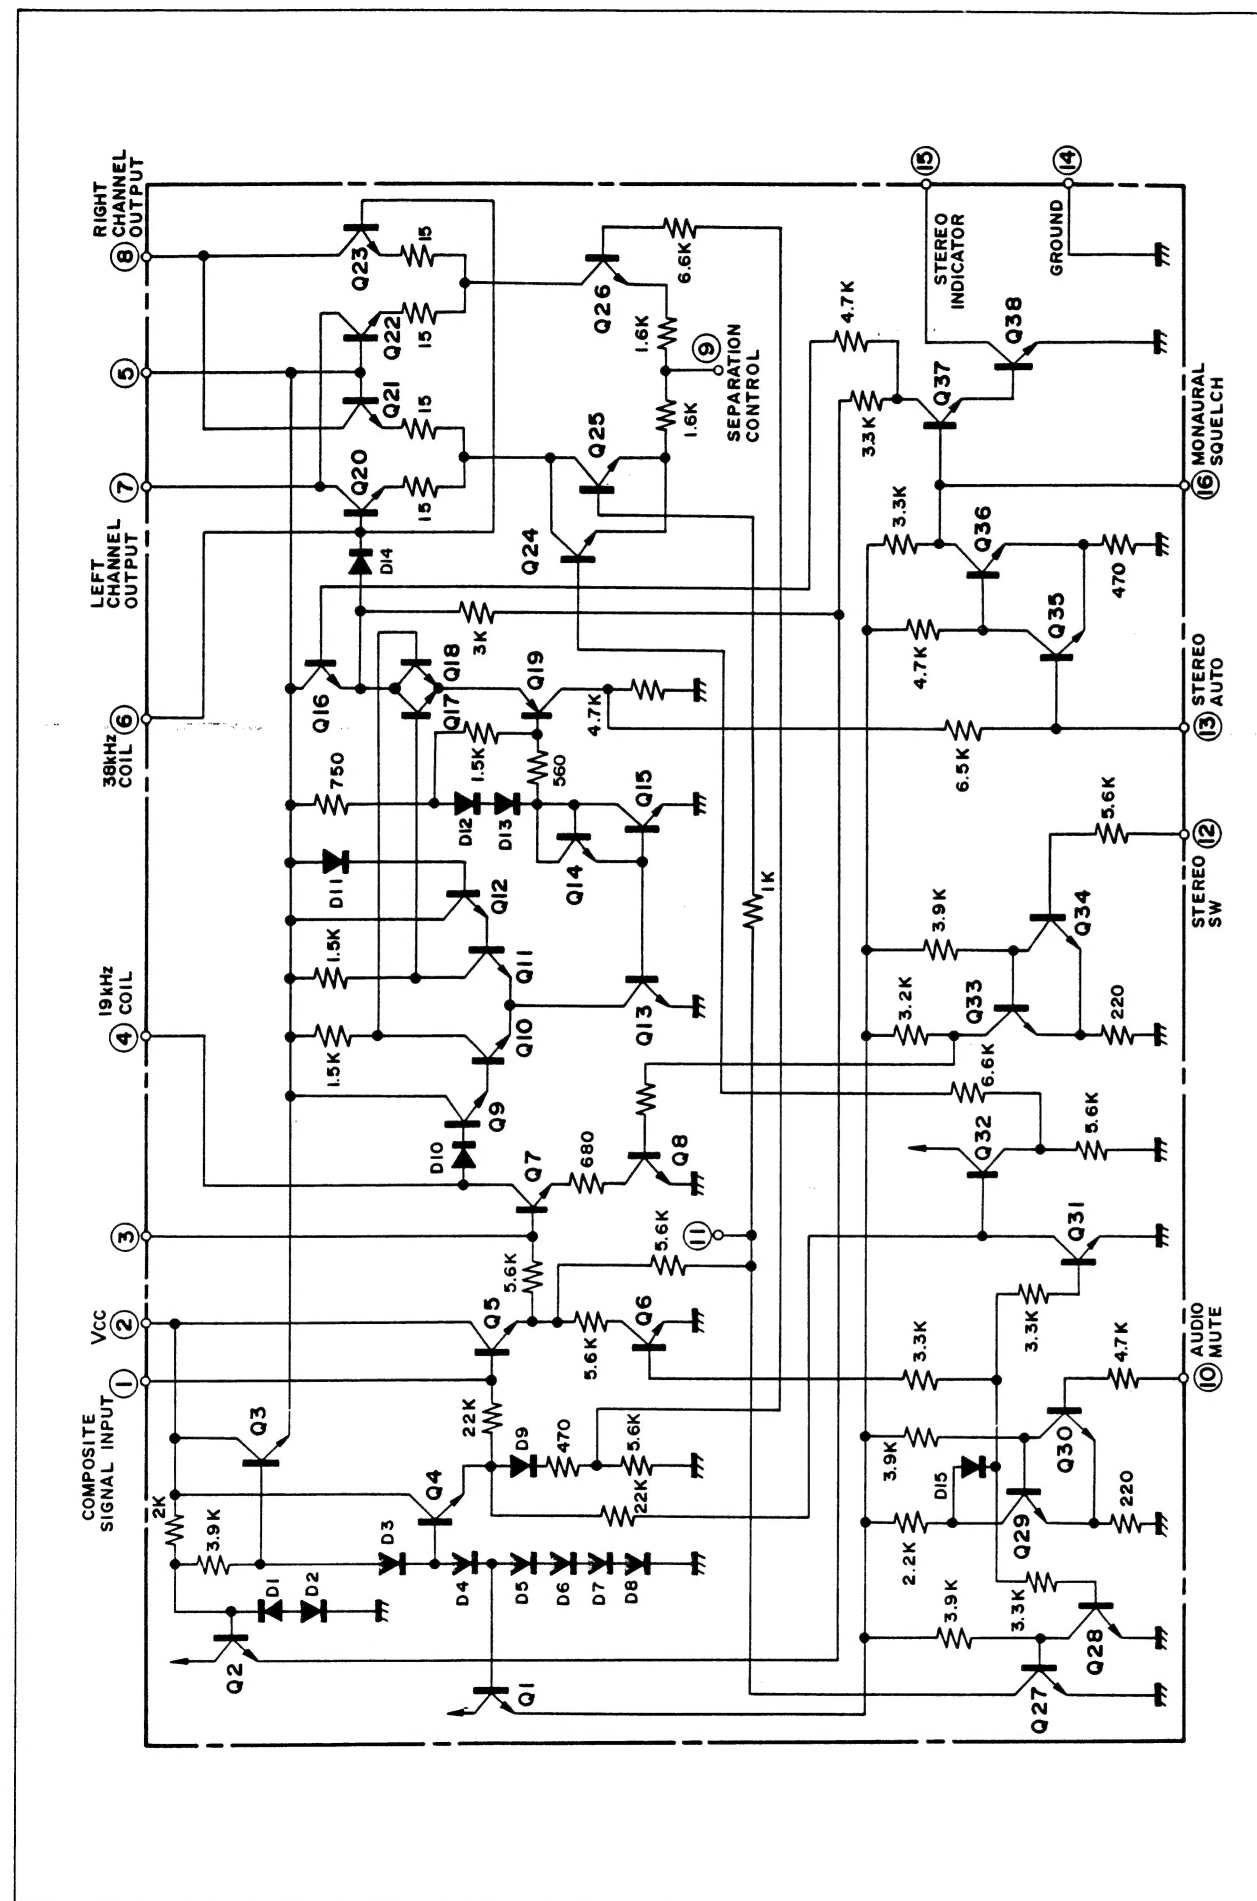 RIGHT
CHANNEL
OUTPUT
8
5
7
LEFT
CHANNEL
OUTPUT
6
38kHz
COIL
19kHz
COIL
4
3
2
VCC
1
COMPOSITE
SIGNAL INPUT
Q23
15
Q22
15
Q21
15
Q20
15
D14
Q26
6.6K
1.6K
9
SEPARATION
CONTROL
1.6K
Q25
Q24
3K
Q16
Q18
Q17
Q19
4.7K
750
1.5K
560
D12
D13
Q15
Q14
D11
Q12
1.5K
Q11
1.5K
Q10
Q13
Q9
D10
Q7
680
Q8
5.6K
11
5.6K
Q5
5.6K
Q6
22K
Q3
2K
3.9K
Q4
D9
470
5.6K
22K
D3
D4
D5
D6
D7
D8
D1
D2
Q2
Q1
1K
15
STEREO
INDICATOR
14
GROUND
4.7K
3.3K
Q38
Q37
16
MONAURAL
SQUELCH
3.3K
Q36
470
4.7K
Q35
6.5K
13
STEREO
AUTO
5.6K
12
STEREO
SW
3.9K
Q34
3.2K
Q33
220
6.6K
Q32
5.6K
Q31
3.3K
3.3K
4.7K
10
AUDIO
MUTE
3.9K
D15
Q30
220
2.2K
Q29
3.9K
3.3K
Q28
Q27